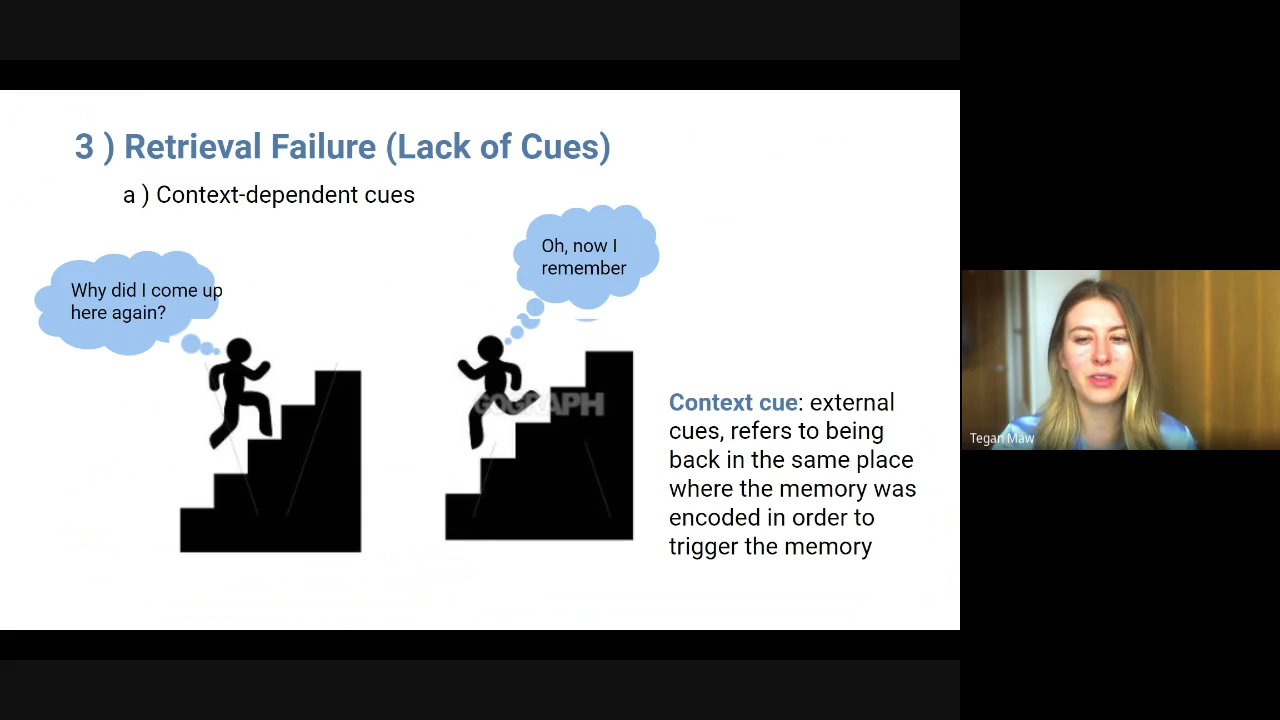 3 ) Retrieval Failure (Lack of Cues)
a ) Context-dependent cues
Why did I come up
here again?
Oh, now I
remember
GOGRAPH
Context cue: external
cues, refers to being
back in the same place
where the memory was
encoded in order to
trigger the memory
Tegan Maw